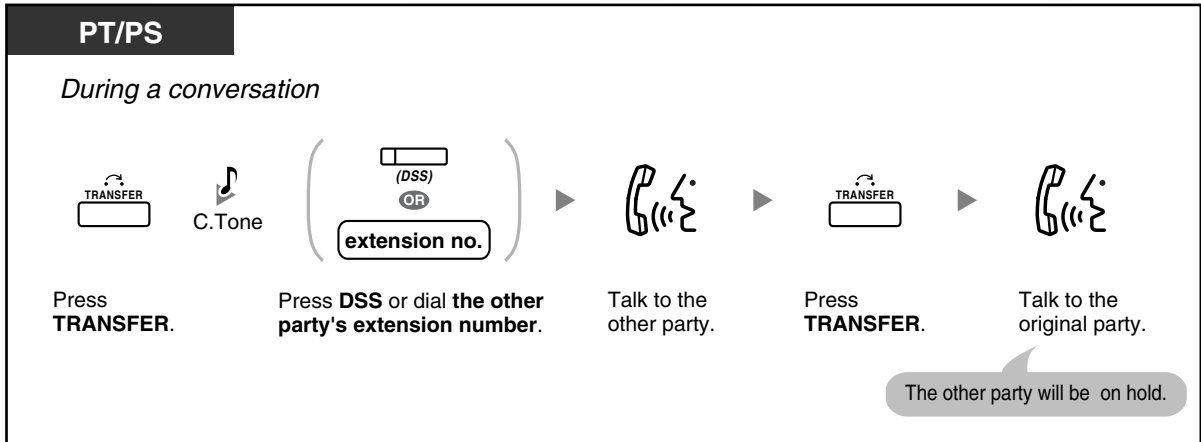 PT/PS
During a conversation
TRANSFER
C.Tone
(DSS)
OR
extension no.
TRANSFER
Press
TRANSFER.
Press DSS or dial the other
party's extension number.
Talk to the
other party.
Press
TRANSFER.
Talk to the
original party.
The other party will be on hold.